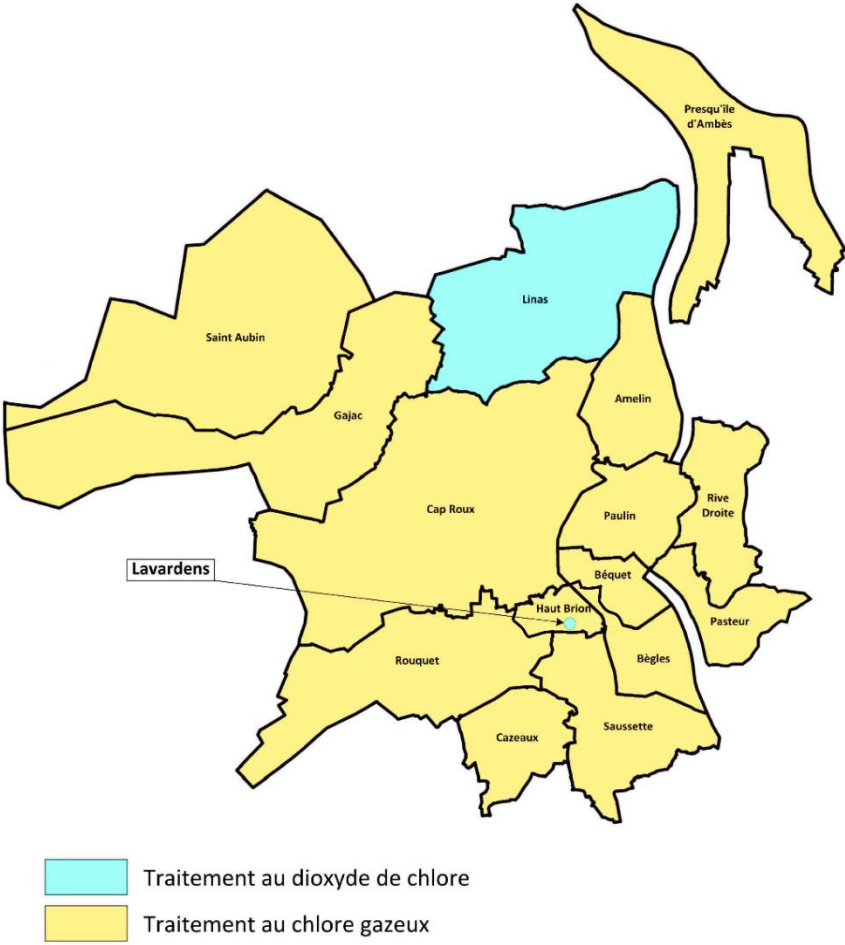 Presqu'île
d'Ambès
Linas
Saint Aubin
Amelin
Gajac
Rive
Droite
Cap Roux
Paulin
Lavardens
Béquet
Haut Brion
Pasteur
Bègles
Rouquet
Saussette
Cazeaux
Traitement au dioxyde de chlore
Traitement au chlore gazeux